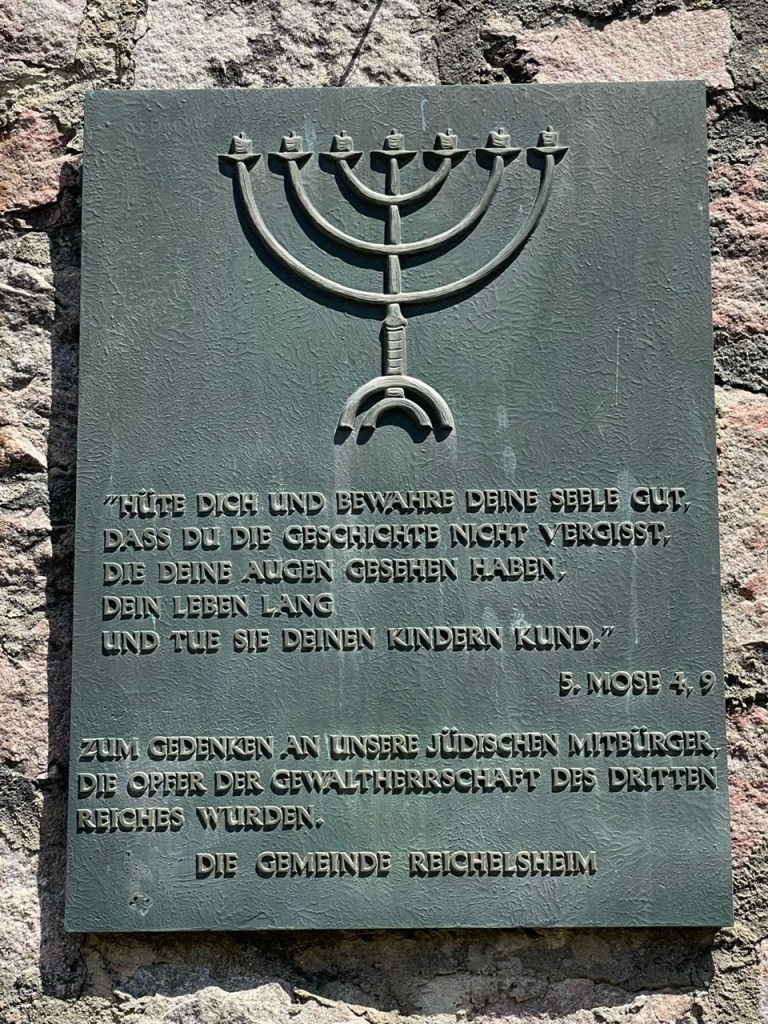 "HÜTE DICH UND BEWAHRE DEINE SEELE GUT,
DASS DU DIE GESCHICHTE NICHT VERGISST,
DIE DEINE AUGEN GESEHEN HABEN,
DEIN LEBEN LANG
UND TUE SIE DEINEN KINDERN KUND."
5. MOSE 4, 9
ZUM GEDENKEN AN UNSERE JÜDISCHEN MITBÜRGER,
DIE OPFER DER GEWALTHERRSCHAFT DES DRITTEN
REICHES WURDEN.
DIE GEMEINDE REICHELSHEIM